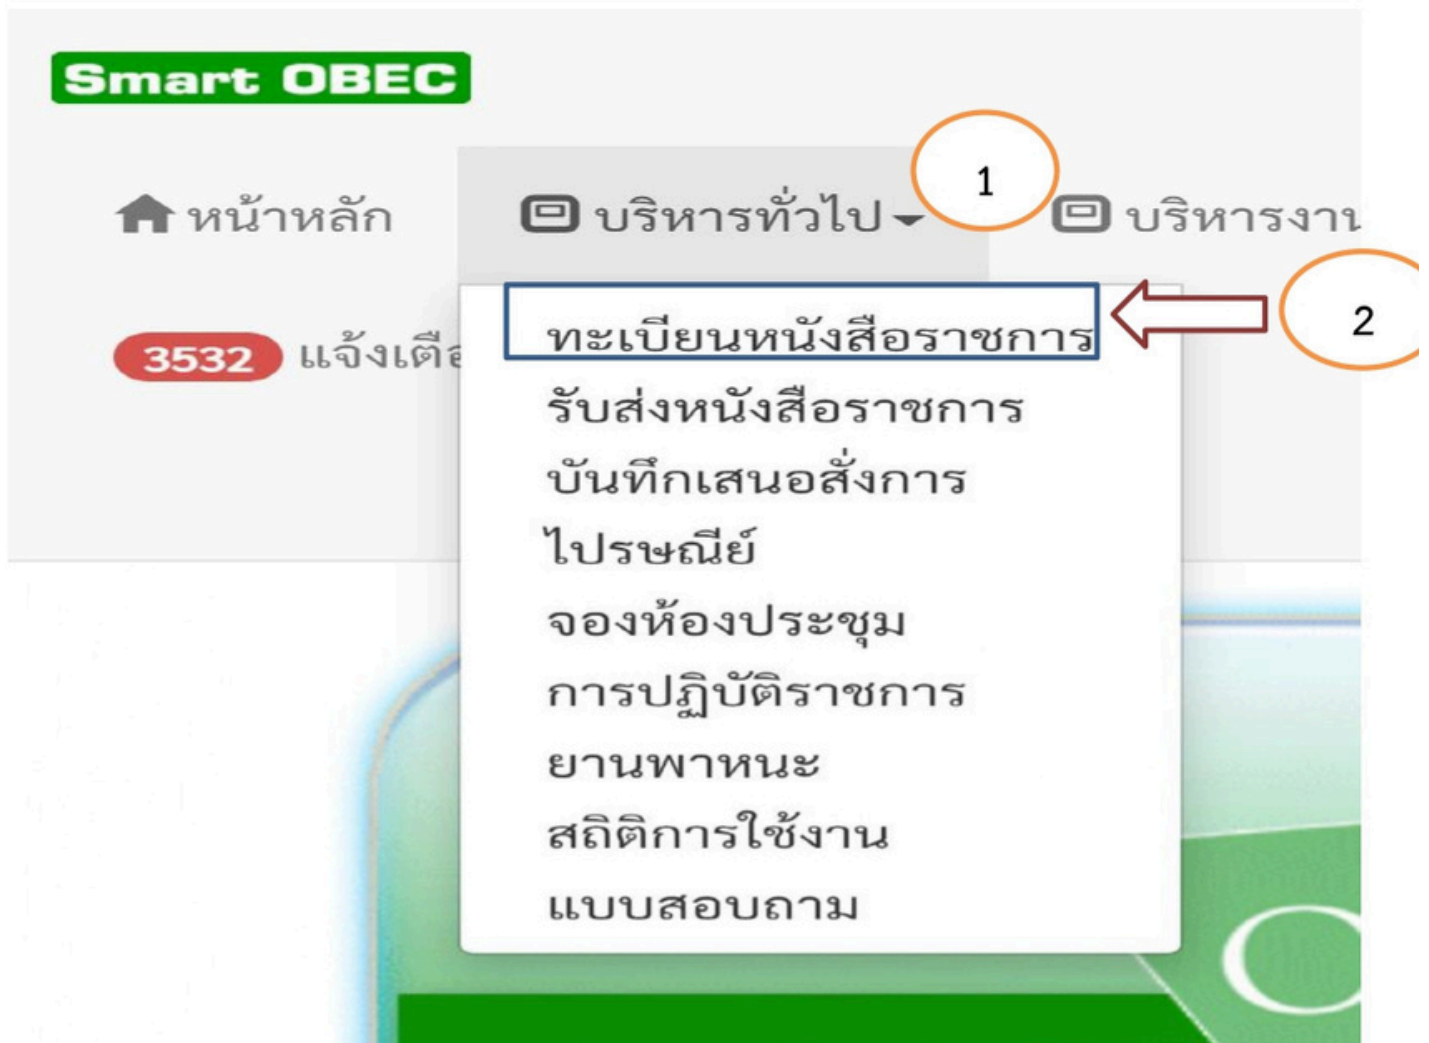 Smart OBEC
1
หน้าหลัก บริหารทั่วไป บริหารงาน
ทะเบียนหนังสือราชการ 2
3532
รับส่งหนังสือราชการ
บันทึกเสนอสั่งการ
ไปรษณีย์
จองห้องประชุม
การปฏิบัติราชการ
ยานพาหนะ
สถิติการใช้งาน
แบบสอบถาม